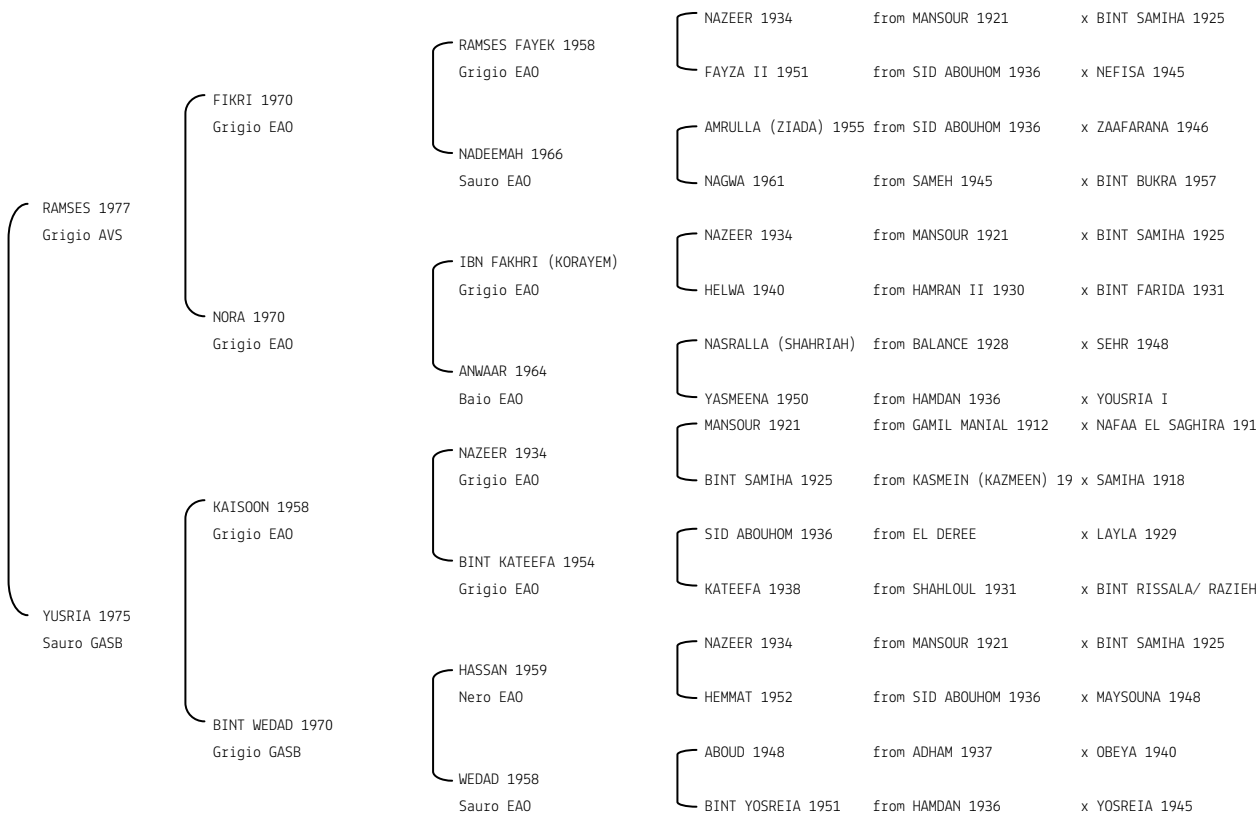 NAZEER 1934 from MANSOUR 1921 x BINT SAMIHA 1925
RAMSES FAYEK 1958
Grigio EAO FAYZA II 1951 from SID ABOUHOM 1936 x NEFISA 1945
FIKRI 1970
Grigio EAO AMRULLA (ZIADA) 1955 from SID ABOUHOM 1936 x ZAAFARANA 1946
NADEEMAH 1966
Sauro EAO NAGWA 1961 from SAMEH 1945 x BINT BUKRA 1957
RAMSES 1977
Grigio AVS NAZEER 1934 from MANSOUR 1921 x BINT SAMIHA 1925
IBN FAKHRI (KORAYEM)
Grigio EAO HELWA 1940 from HAMRAN II 1930 x BINT FARIDA 1931
NORA 1970
Grigio EAO NASRALLA (SHAHRIAH) from BALANCE 1928 x SEHR 1948
ANWAAR 1964
Baio EAO YASMEENA 1950 from HAMDAN 1936 x YOUSRIA I
MANSOUR 1921 from GAMIL MANIAL 1912 x NAFAA EL SAGHIRA 191
NAZEER 1934
Grigio EAO BINT SAMIHA 1925 from KASMEIN (KAZMEEN) 19 x SAMIHA 1918
KAISOON 1958
Grigio EAO SID ABOUHOM 1936 from EL DEREE x LAYLA 1929
BINT KATEEFA 1954
Grigio EAO KATEEFA 1938 from SHAHLOUL 1931 x BINT RISSALA/ RAZIEH
YUSRIA 1975
Sauro GASB NAZEER 1934 from MANSOUR 1921 x BINT SAMIHA 1925
HASSAN 1959
Nero EAO HEMMAT 1952 from SID ABOUHOM 1936 x MAYSOUNA 1948
BINT WEDAD 1970
Grigio GASB ABOUD 1948 from ADHAM 1937 x OBEYA 1940
WEDAD 1958
Sauro EAO BINT YOSREIA 1951 from HAMDAN 1936 x YOSREIA 1945